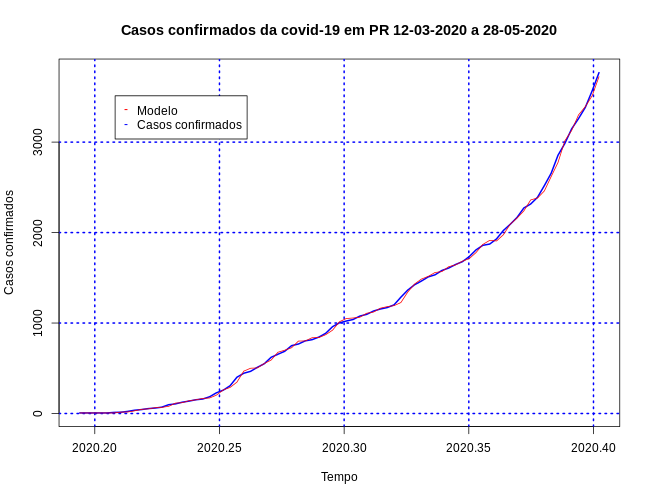 Casos confirmados da covid-19 em PR 12-03-2020 a 28-05-2020
Modelo
Casos confirmados
Casos confirmados
3000
2000
1000
0
2020.20 2020.25 2020.30 2020.35 2020.40
Tempo